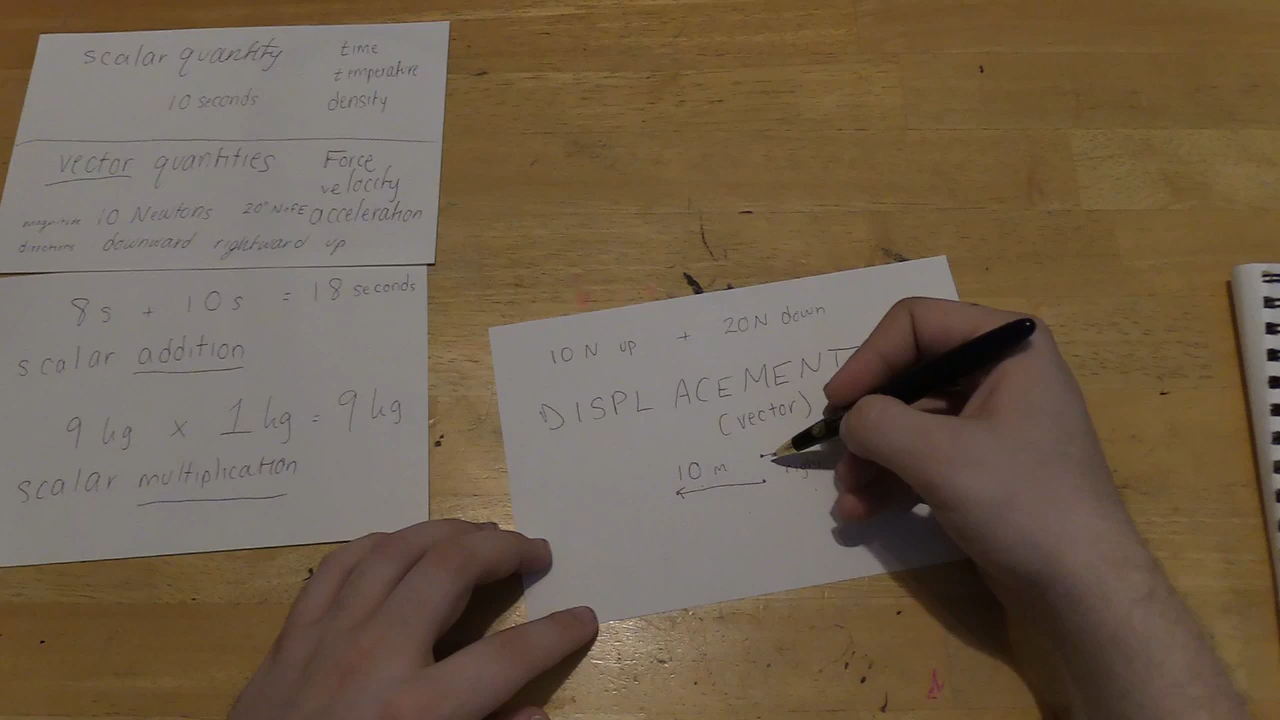 scalar quantity time
temperature
10 seconds density
vector quantities Force
velocity
magnitude 10 Newtons 20° N of E acceleration
directions downward rightward up
8 s + 10 s = 18 seconds
scalar addition
9 kg x 1 kg = 9 kg
scalar multiplication
10 N up + 20N down
DISPLACEMENT
(vector)
10 m